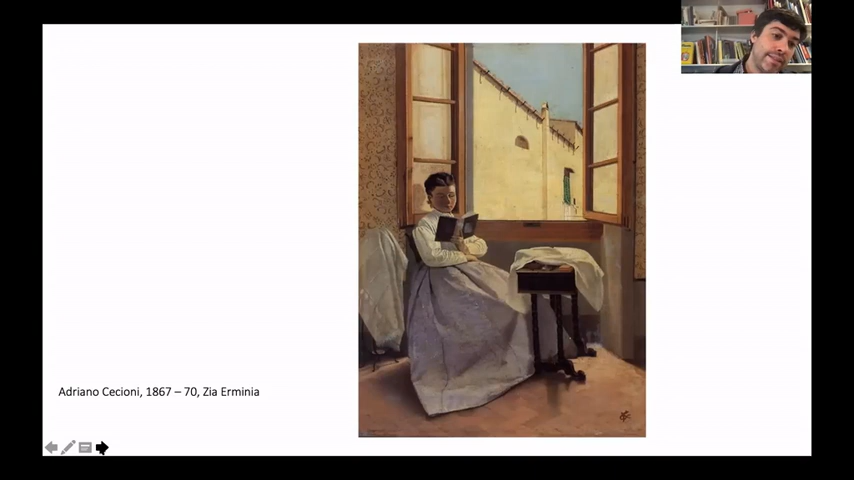 Adriano Cecioni, 1867 – 70, Zia Erminia